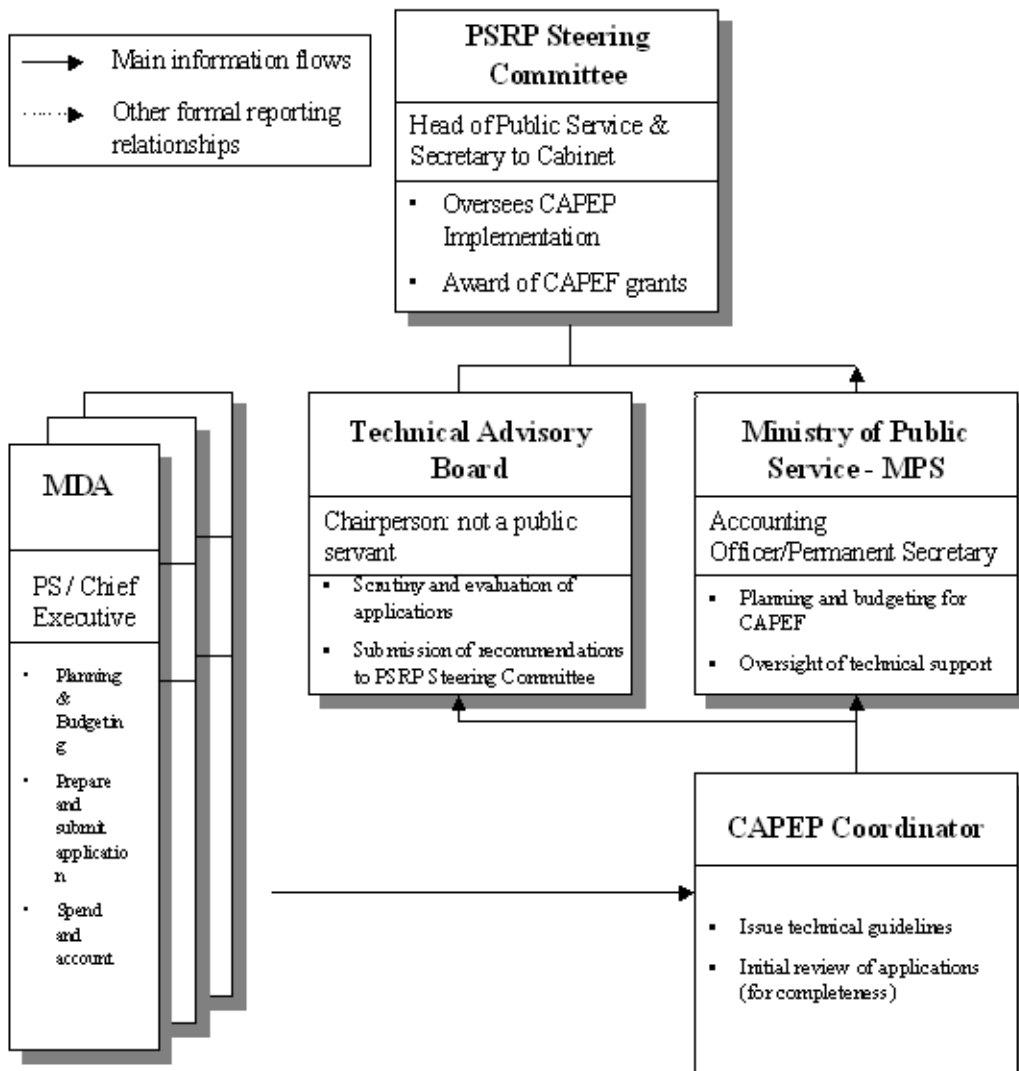 Main information flows
Other formal reporting
relationships
PSRP Steering
Committee
Head of Public Service &
Secretary to Cabinet
▪ Oversees CAPEP
Implementation
▪ Award of CAPEF grants
MDA
PS / Chief
Executive
• Planning
&
Budgetin
g
• Prepare
and
submit
applicatio
n
• Spend
and
account.
Technical Advisory
Board
Chairperson: not a public
servant
▪ Scrutiny and evaluation of
applications
▪ Submission of recommendations
to PSRP Steering Committee
Ministry of Public
Service - MPS
Accounting
Officer/Permanent Secretary
▪ Planning and budgeting for
CAPEF
▪ Oversight of technical support
CAPEP Coordinator
▪ Issue technical guidelines
▪ Initial review of applications
(for completeness)